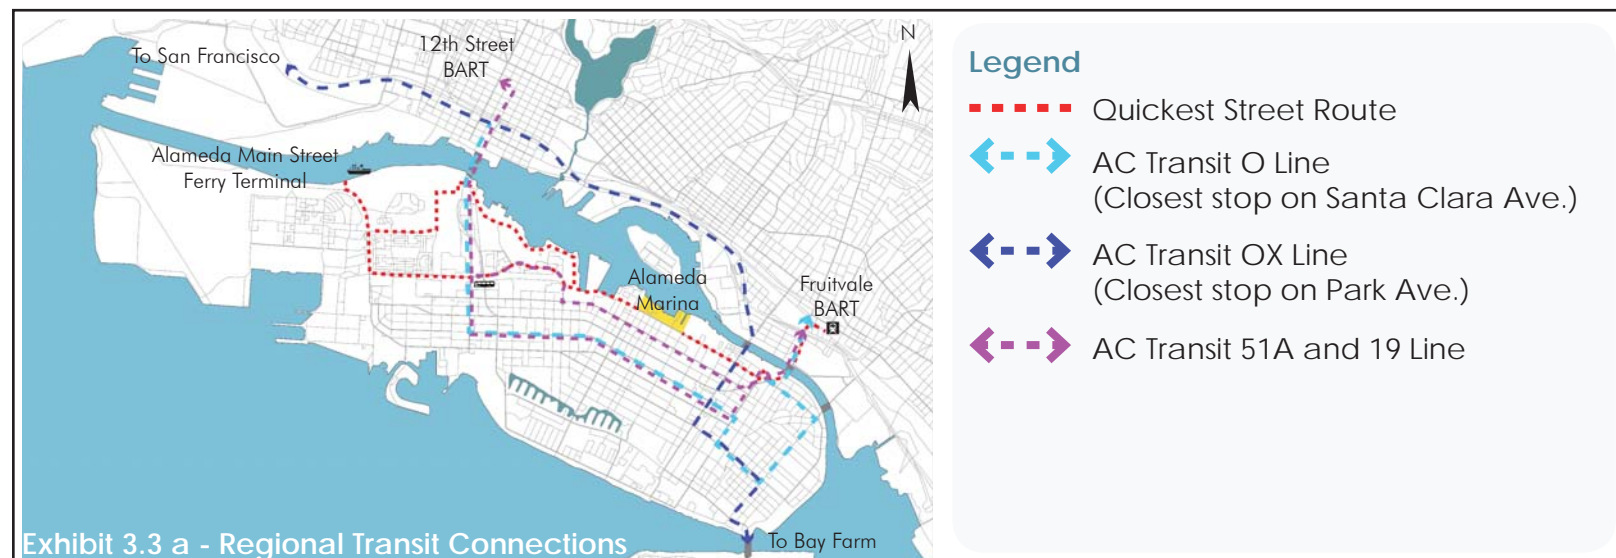 To San Francisco
12th Street
BART
N
Alameda Main Street
Ferry Terminal
Alameda
Marina
Fruitvale
BART
To Bay Farm
Exhibit 3.3 a - Regional Transit Connections
Legend
Quickest Street Route
AC Transit O Line
(Closest stop on Santa Clara Ave.)
AC Transit OX Line
(Closest stop on Park Ave.)
AC Transit 51A and 19 Line